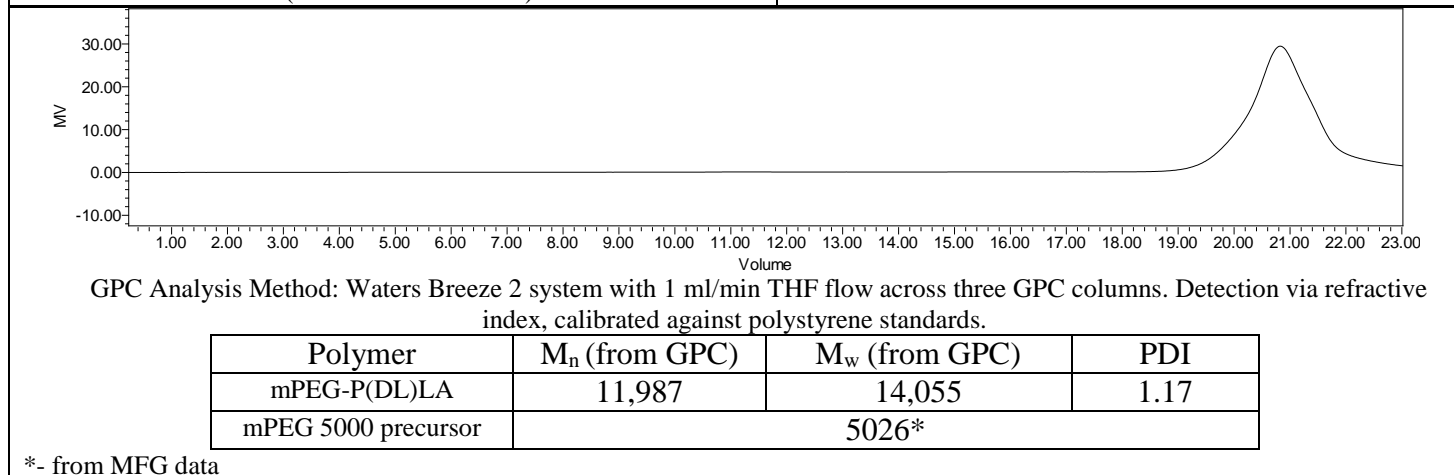 30.00
20.00
MV
10.00
0.00
-10.00
1.00 2.00 3.00 4.00 5.00 6.00 7.00 8.00 9.00 10.00 11.00 12.00 13.00 14.00 15.00 16.00 17.00 18.00 19.00 20.00 21.00 22.00 23.00
Volume
GPC Analysis Method: Waters Breeze 2 system with 1 ml/min THF flow across three GPC columns. Detection via refractive
index, calibrated against polystyrene standards.
Polymer Mn (from GPC) Mw (from GPC) PDI
mPEG-P(DL)LA 11,987 14,055 1.17
mPEG 5000 precursor 5026*
*- from MFG data